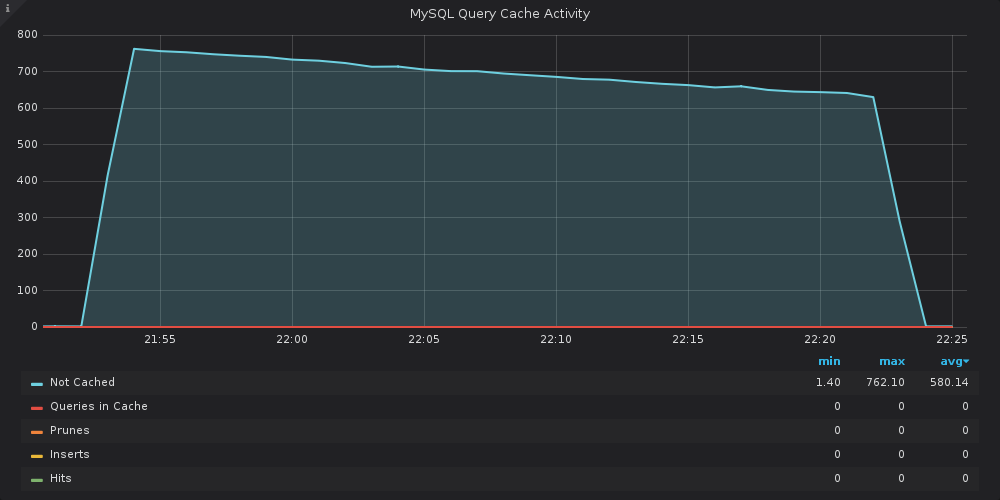 i
MySQL Query Cache Activity
800
700
600
500
400
300
200
100
0
21:55 22:00 22:05 22:10 22:15 22:20 22:25
min max avg
Not Cached 1.40 762.10 580.14
Queries in Cache 0 0 0
Prunes 0 0 0
Inserts 0 0 0
Hits 0 0 0